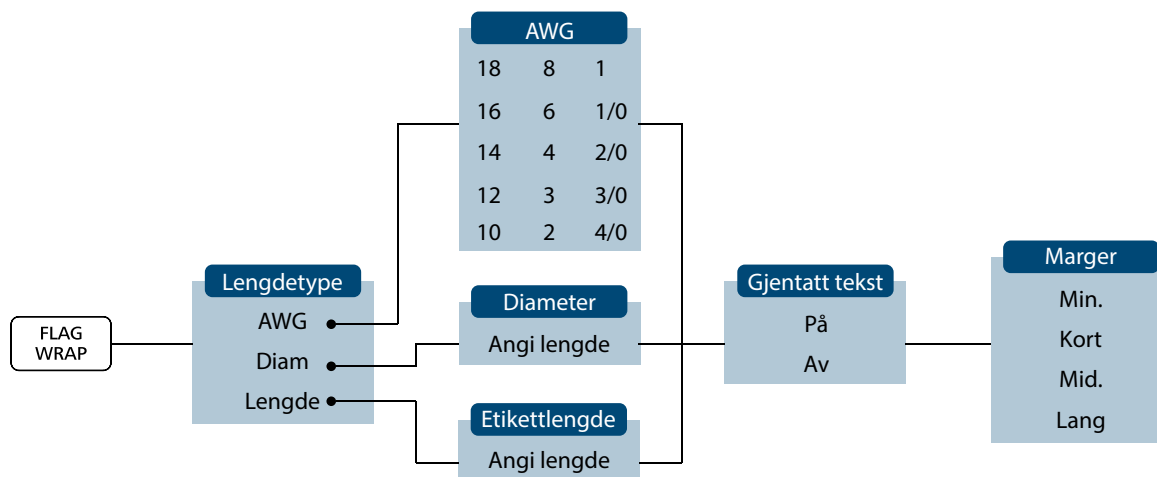 FLAG
WRAP
Lengdetype
AWG
Diam
Lengde
AWG
18 8 1
16 6 1/0
14 4 2/0
12 3 3/0
10 2 4/0
Diameter
Angi lengde
Etikettlengde
Angi lengde
Gjentatt tekst
På
Av
Marger
Min.
Kort
Mid.
Lang